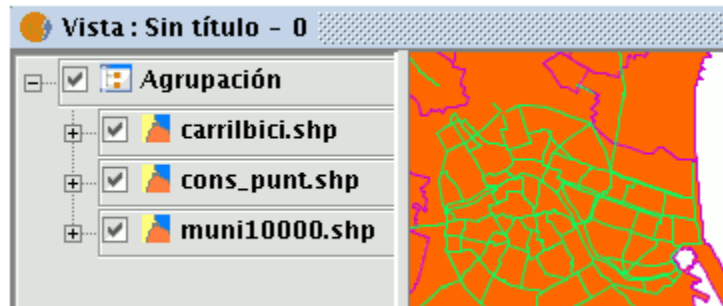 Vista : Sin título - 0
Agrupación
carrilbici.shp
cons_punt.shp
muni10000.shp